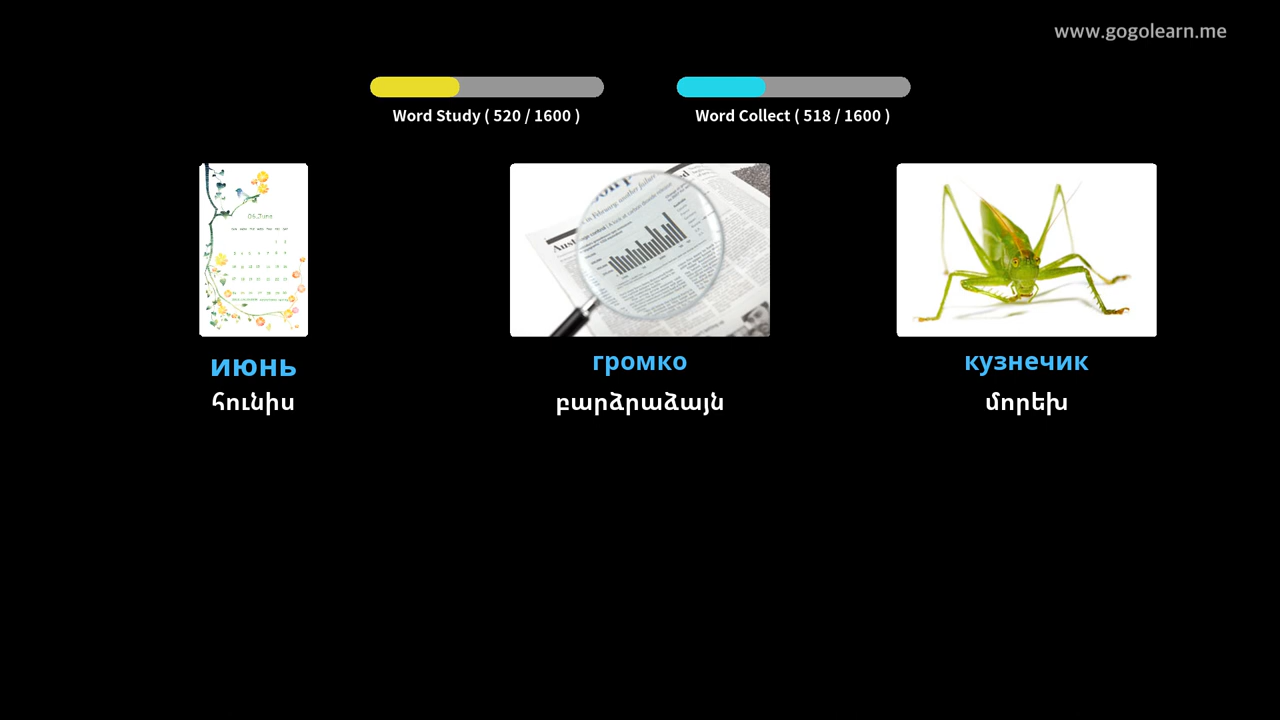 www.gogolearn.me
Word Study ( 520 / 1600 )
Word Collect ( 518 / 1600 )
июнь
громко
кузнечик
հունիս
բարձրաձայն
մորեխ